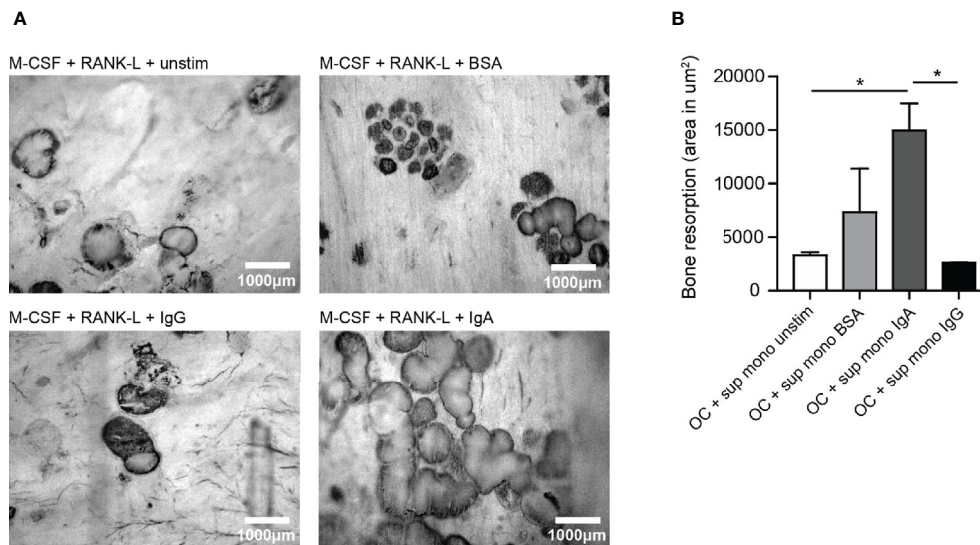 A
M-CSF + RANK-L + unstim
1000µm
M-CSF + RANK-L + BSA
1000µm
M-CSF + RANK-L + IgG
1000µm
M-CSF + RANK-L + IgA
1000µm
B
Bone resorption (area in um²)
20000
15000
10000
5000
0
*
*
OC + sup mono unstim
OC + sup mono BSA
OC + sup mono IgA
OC + sup mono IgG